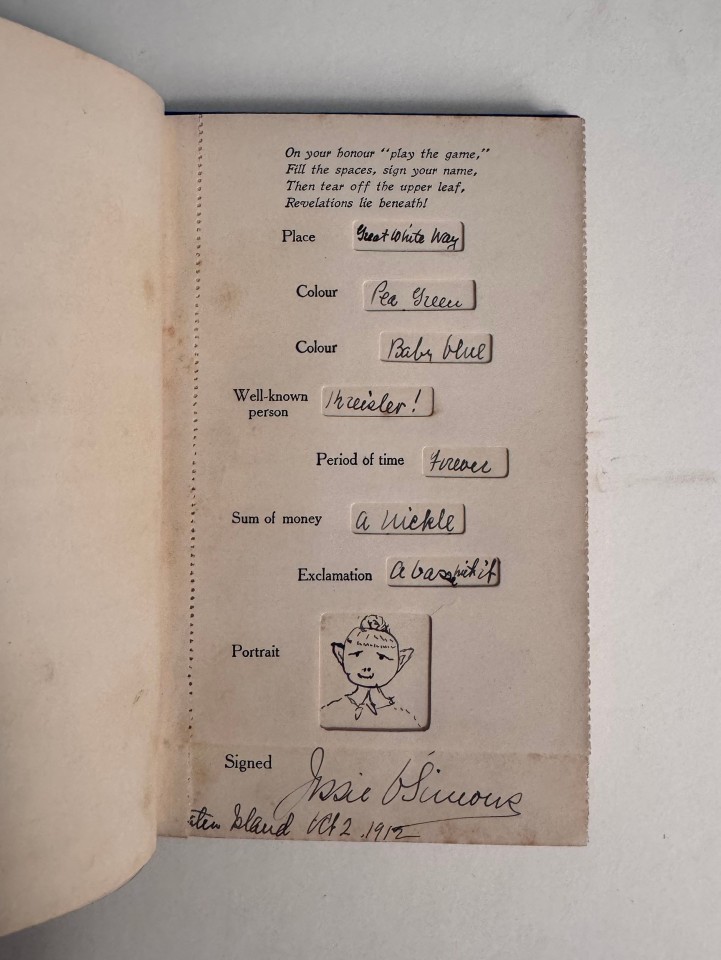 On your honour "play the game,"
Fill the spaces, sign your name,
Then tear off the upper leaf,
Revelations lie beneath!
Place Great White Way
Colour Pea Green
Colour Baby blue
Well-known person Kreisler!
Period of time Forever
Sum of money a nickle
Exclamation
Portrait
Signed Jessie Simons
aten Island Oct 2, 1912